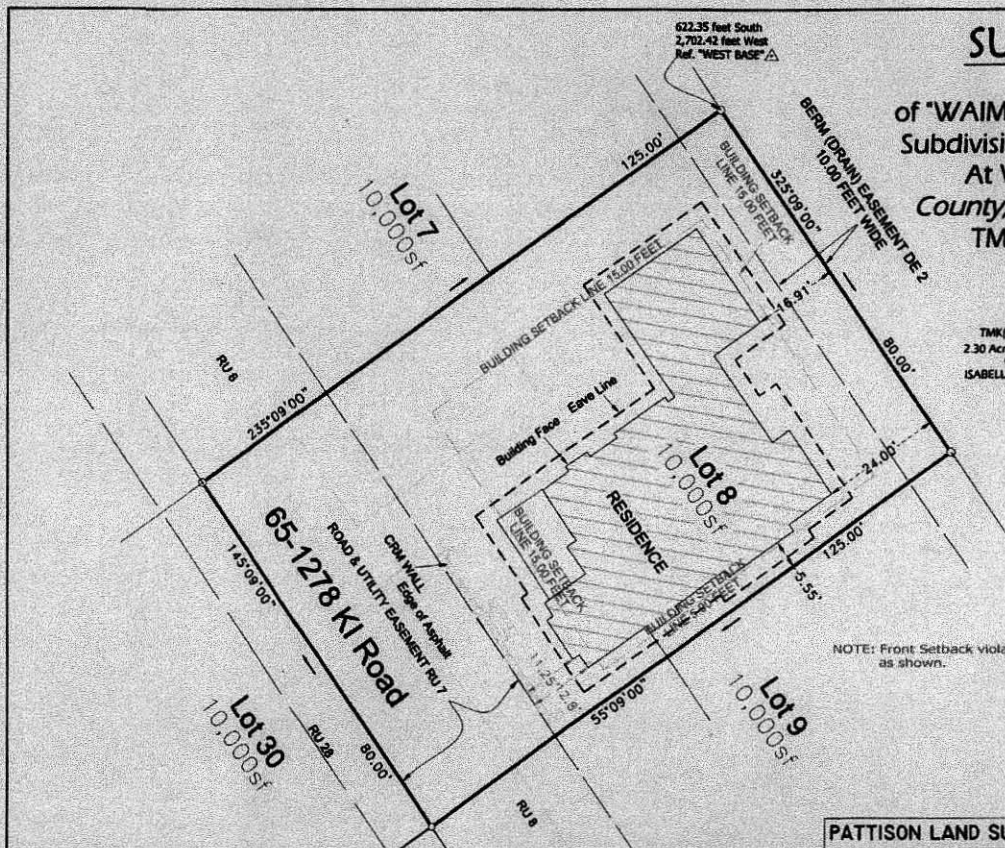 622.35 feet South
2,702.42 feet West
Ref. "WEST BASE"
SU
of "WAIM
Subdivisi
At
County
TM
TMK
2.30 Acr
ISABELL
BERM (DRAIN) EASEMENT DE 2
10.00 FEET WIDE
125.00'
325°09'00"
BUILDING SETBACK
LINE 15.00 FEET
Lot 7
10,000sf
BUILDING SETBACK LINE 15.00 FEET
16.91'
80.00'
RU 6
235°09'00"
Building Face
Eave Line
Lot 8
10,000sf
RESIDENCE
24.00'
125.00'
BUILDING SETBACK
LINE 15.00 FEET
CRM WALL
Edge of Asphalt
ROAD & UTILITY EASEMENT RU 7
65-1278 KI Road
145°09'00"
BUILDING SETBACK
LINE 5.00 FEET
5.55'
NOTE: Front Setback viola
as shown.
11.25'
12.8'
55°09'00"
Lot 9
10,000sf
Lot 30
10,000sf
RU 28
80.00'
RU 8
PATTISON LAND SU